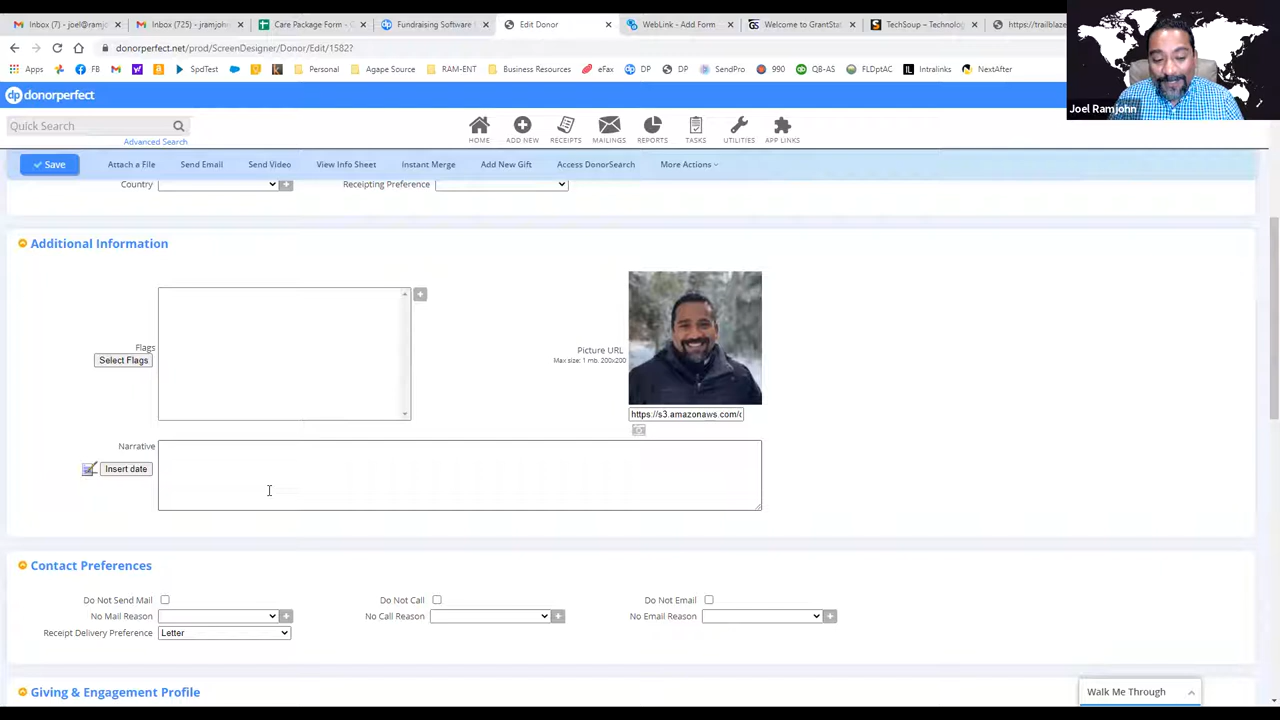 Inbox (7) - joel@ramjo
Inbox (725) - jramjohn
Care Package Form - G
Fundraising Software
Edit Donor
WebLink - Add Form
Welcome to GrantStat
TechSoup – Technolog
https://trailblaze
donorperfect.net/prod/ScreenDesigner/Donor/Edit/1582?
Apps
FB
SpdTest
Personal
Agape Source
RAM-ENT
Business Resources
eFax
DP
DP
SendPro
990
QB-AS
FLDptAC
Intralinks
NextAfter
Joel Ramjohn
dp donorperfect
Quick Search
Advanced Search
HOME
ADD NEW
RECEIPTS
MAILINGS
REPORTS
TASKS
UTILITIES
APP LINKS
Save
Attach a File
Send Email
Send Video
View Info Sheet
Instant Merge
Add New Gift
Access DonorSearch
More Actions
Country
Receipting Preference
Additional Information
Flags
Select Flags
Picture URL
Max size: 1 mb, 200x200
https://s3.amazonaws.com/c
Narrative
Insert date
Contact Preferences
Do Not Send Mail
Do Not Call
Do Not Email
No Mail Reason
No Call Reason
No Email Reason
Receipt Delivery Preference
Letter
Giving & Engagement Profile
Walk Me Through